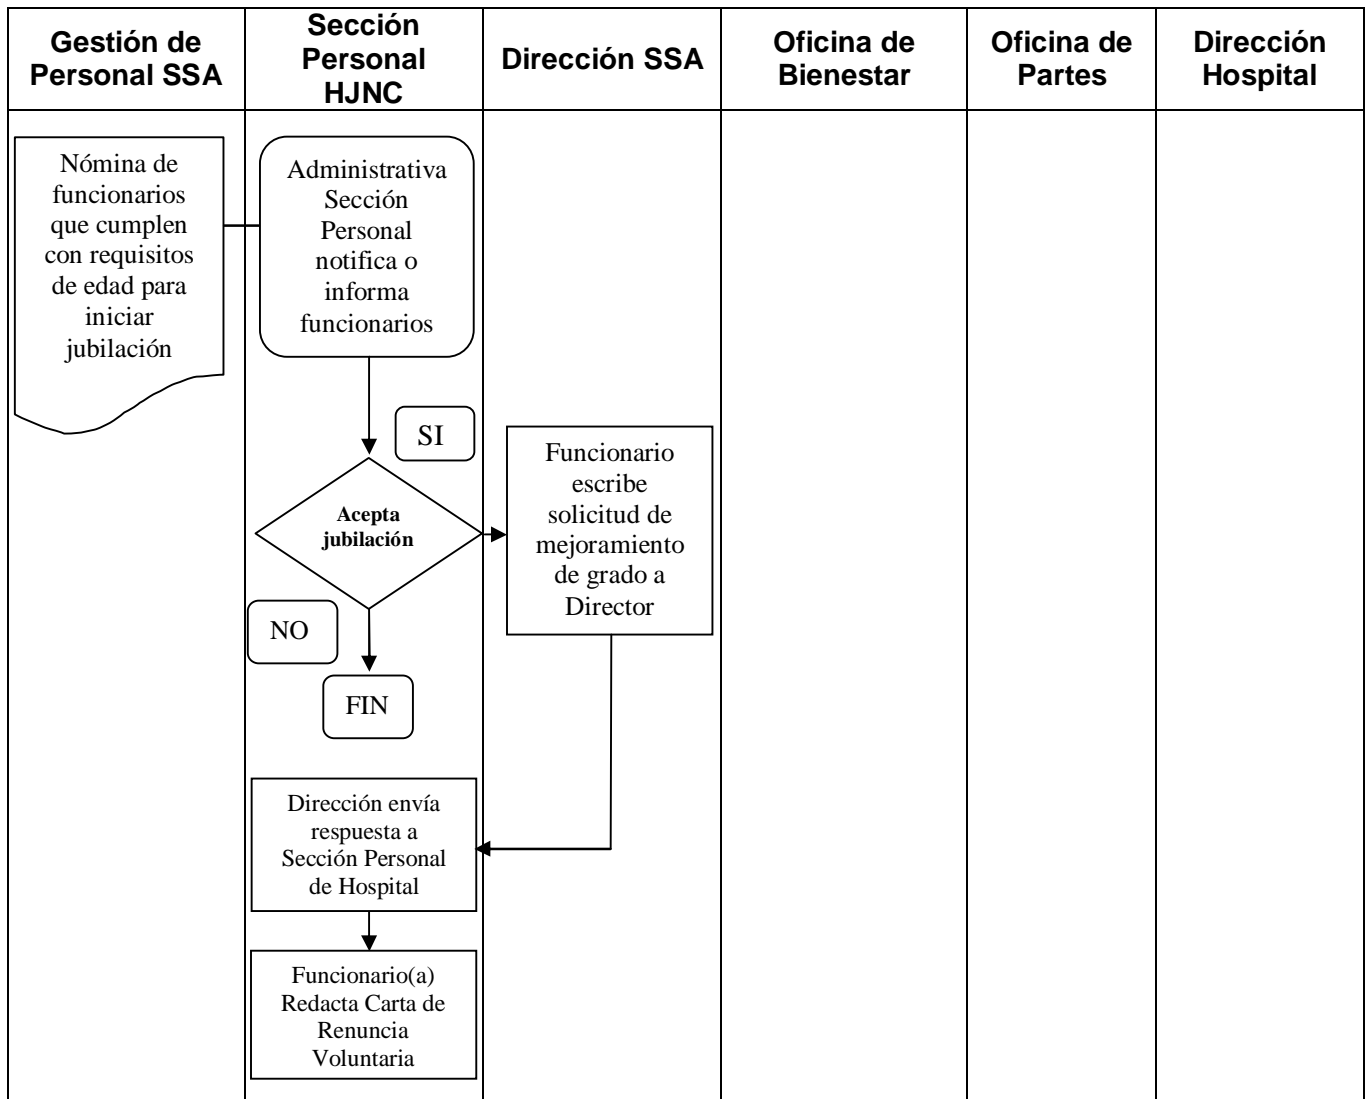 Gestión de
Personal SSA
Sección
Personal
HJNC
Dirección SSA
Oficina de
Bienestar
Oficina de
Partes
Dirección
Hospital
Nómina de
funcionarios
que cumplen
con requisitos
de edad para
iniciar
jubilación
Administrativa
Sección
Personal
notifica o
informa
funcionarios
SI
Acepta
jubilación
Funcionario
escribe
solicitud de
mejoramiento
de grado a
Director
NO
FIN
Dirección envía
respuesta a
Sección Personal
de Hospital
Funcionario(a)
Redacta Carta de
Renuncia
Voluntaria